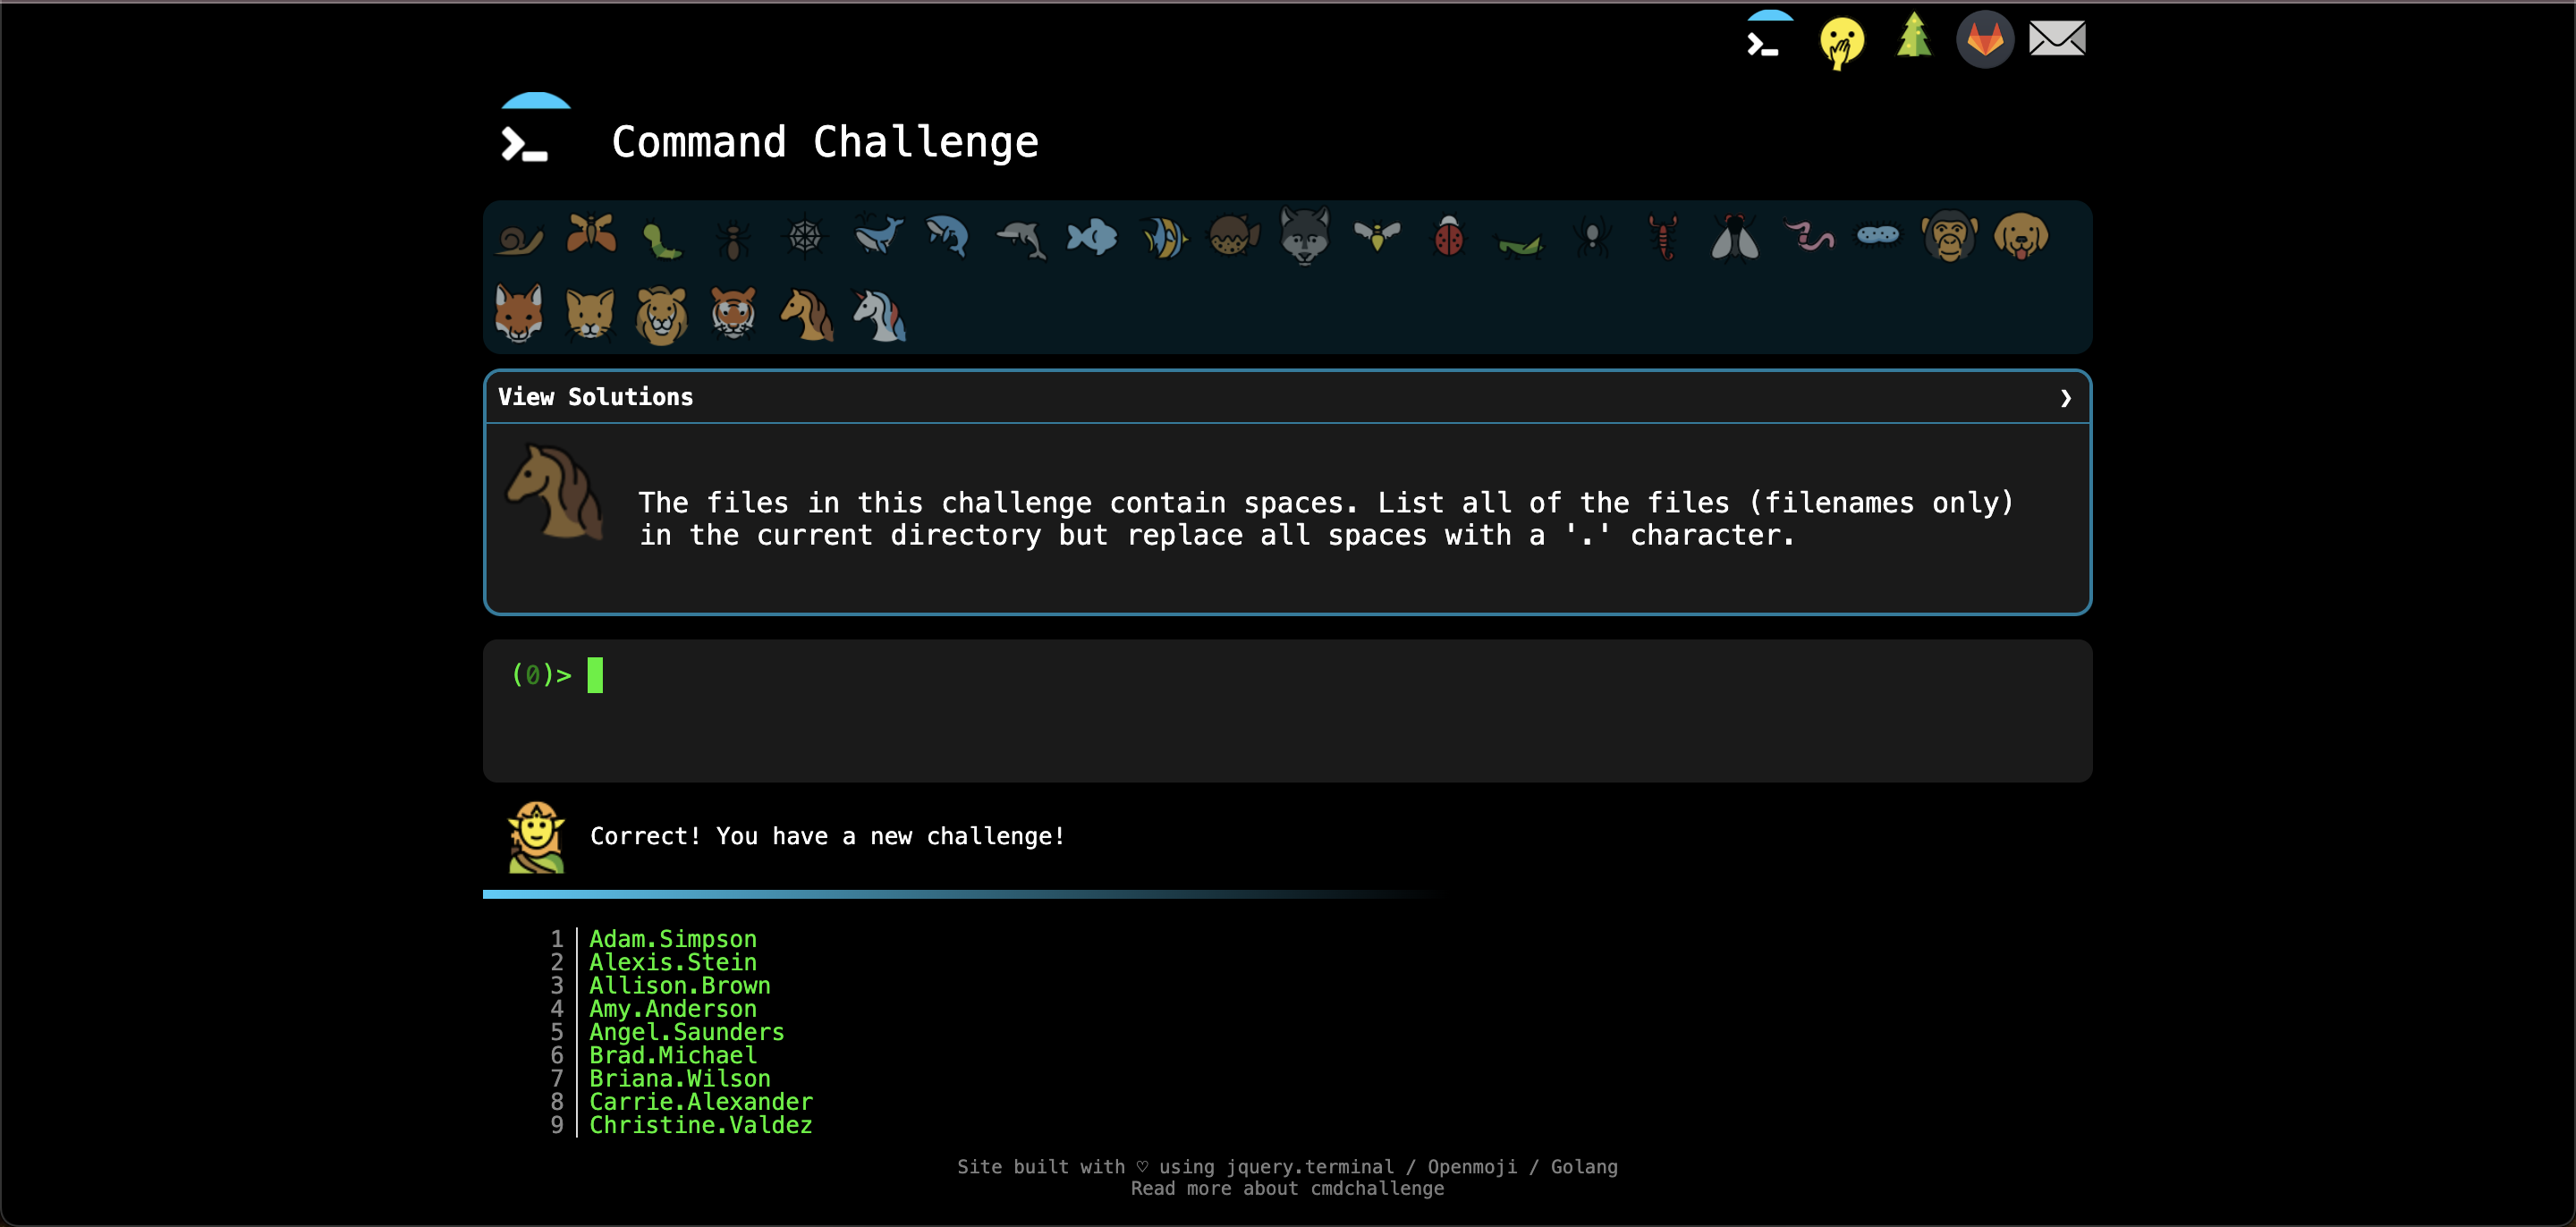 Command Challenge
View Solutions ❯
The files in this challenge contain spaces. List all of the files (filenames only)
in the current directory but replace all spaces with a '.' character.
(0)>
Correct! You have a new challenge!
1 Adam.Simpson
2 Alexis.Stein
3 Allison.Brown
4 Amy.Anderson
5 Angel.Saunders
6 Brad.Michael
7 Briana.Wilson
8 Carrie.Alexander
9 Christine.Valdez
Site built with ♡ using jquery.terminal / Openmoji / Golang
Read more about cmdchallenge